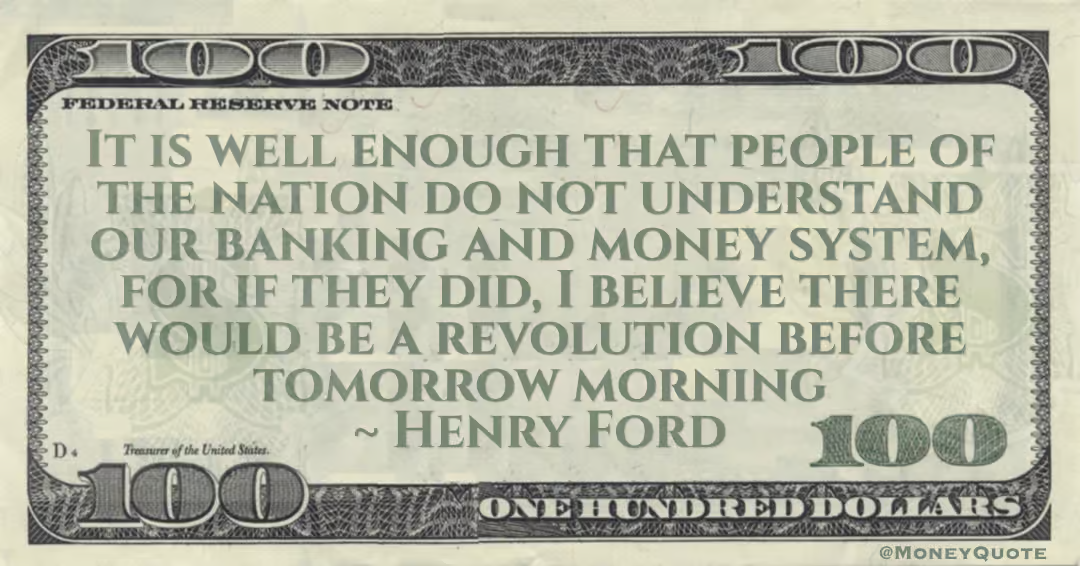 100 100
FEDERAL RESERVE NOTE
IT IS WELL ENOUGH THAT PEOPLE OF
THE NATION DO NOT UNDERSTAND
OUR BANKING AND MONEY SYSTEM,
FOR IF THEY DID, I BELIEVE THERE
WOULD BE A REVOLUTION BEFORE
TOMORROW MORNING
~ HENRY FORD
100
D 4 Treasurer of the United States.
100 ONE HUNDRED DOLLARS
@MONEYQUOTE